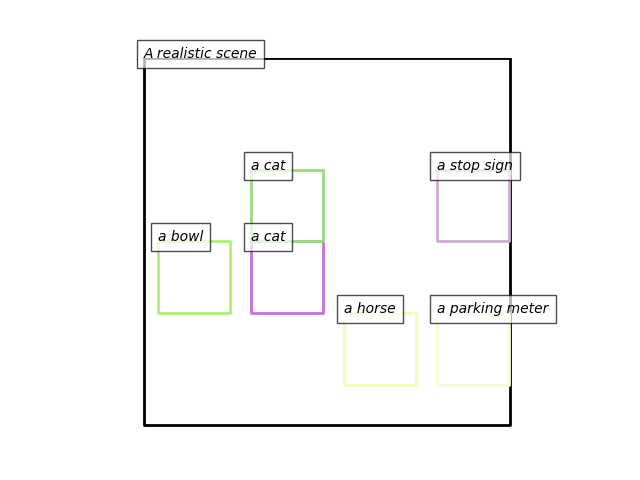 A realistic scene
a cat
a stop sign
a bowl
a cat
a horse
a parking meter